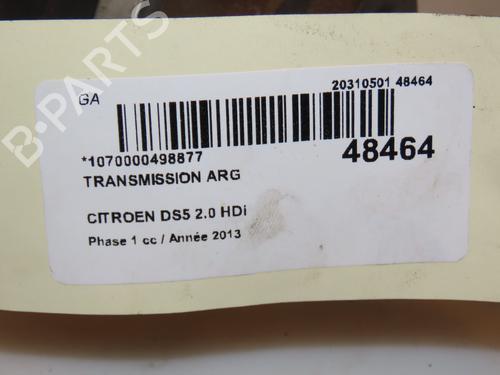 GA
20310501 48464
*1070000498877
48464
TRANSMISSION ARG
CITROEN DS5 2.0 HDi
Phase 1 cc / Année 2013
B-PARTS